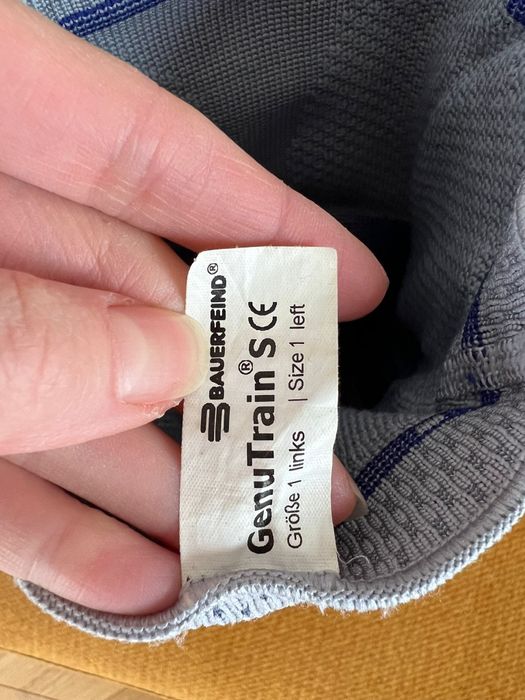 BAUERFEIND®
GenuTrain® S CE
Größe 1 links | Size 1 left